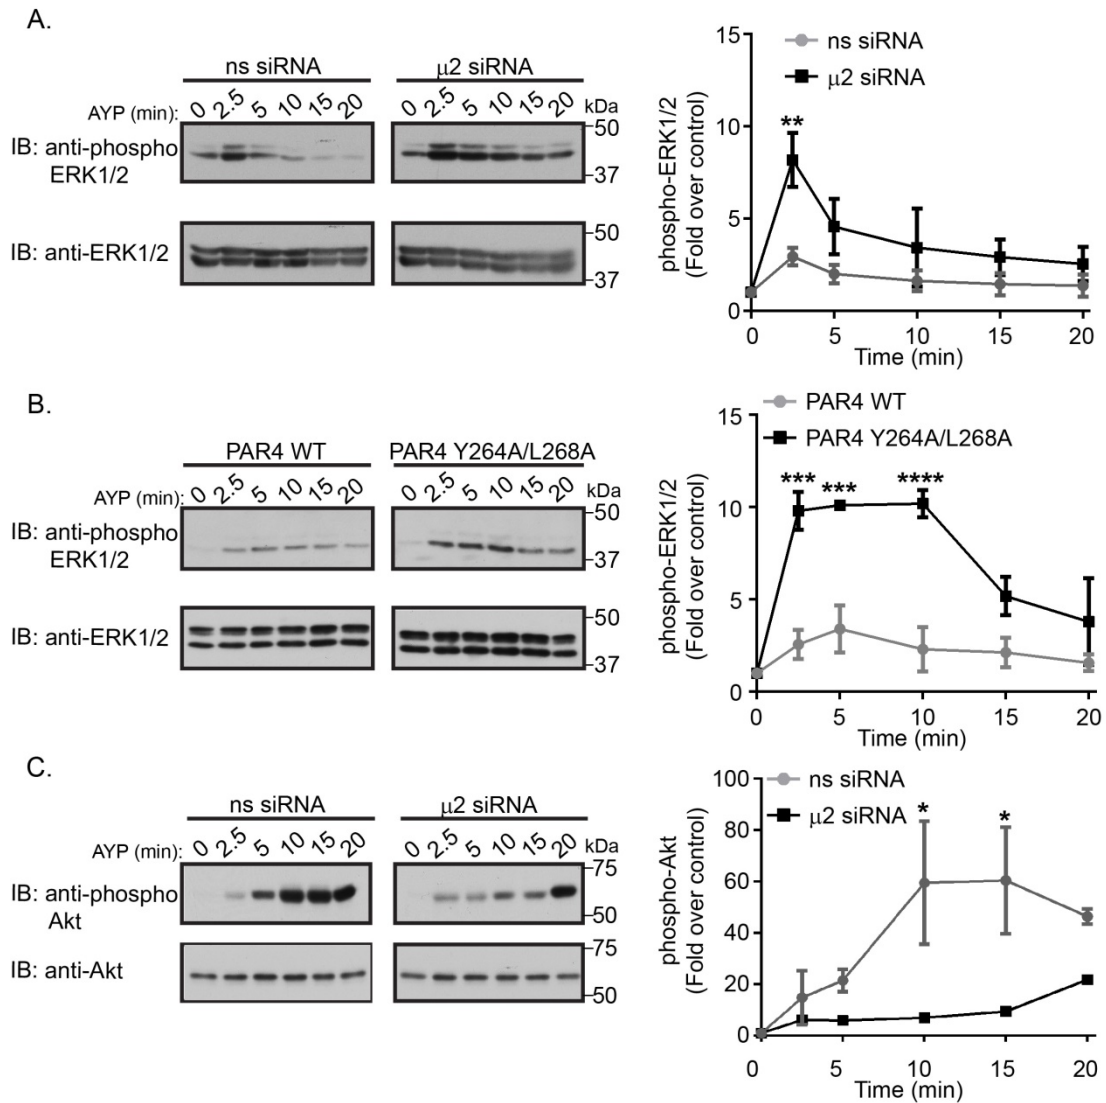 A.
ns siRNA
μ2 siRNA
AYP (min): 0 2.5 5 10 15 20
0 2.5 5 10 15 20
kDa
IB: anti-phospho
ERK1/2
50
37
IB: anti-ERK1/2
50
37
ns siRNA
μ2 siRNA
**
phospho-ERK1/2
(Fold over control)
15
10
5
0
0 5 10 15 20
Time (min)
B.
PAR4 WT
PAR4 Y264A/L268A
AYP (min): 0 2.5 5 10 15 20
0 2.5 5 10 15 20
kDa
IB: anti-phospho
ERK1/2
50
37
IB: anti-ERK1/2
50
37
PAR4 WT
PAR4 Y264A/L268A
*** *** ****
phospho-ERK1/2
(Fold over control)
15
10
5
0
0 5 10 15 20
Time (min)
C.
ns siRNA
μ2 siRNA
AYP (min): 0 2.5 5 10 15 20
0 2.5 5 10 15 20
kDa
IB: anti-phospho
Akt
75
50
IB: anti-Akt
75
50
ns siRNA
μ2 siRNA
* *
phospho-Akt
(Fold over control)
100
80
60
40
20
0
0 5 10 15 20
Time (min)